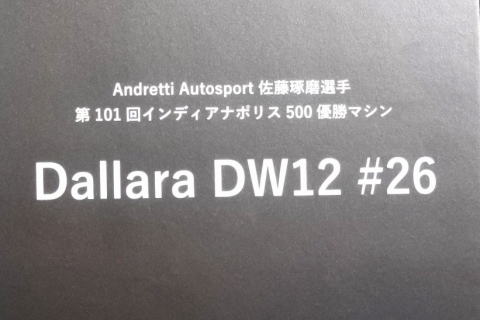 Andretti Autosport 佐藤琢磨選手
第 101 回インディアナポリス 500 優勝マシン
Dallara DW12 #26